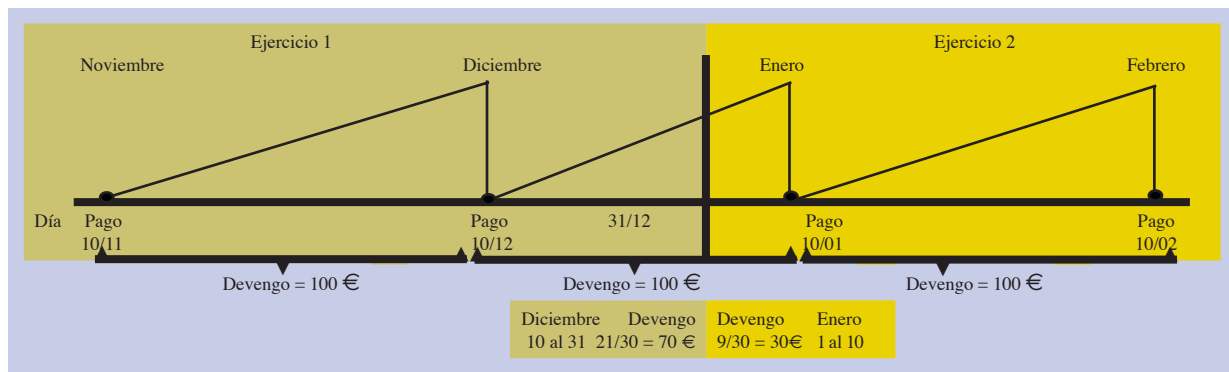 Ejercicio 1 Ejercicio 2
Noviembre Diciembre Enero Febrero
Día Pago Pago 31/12 Pago Pago
10/11 10/12 10/01 10/02
Devengo = 100 € Devengo = 100 € Devengo = 100 €
Diciembre Devengo Devengo Enero
10 al 31 21/30 = 70 € 9/30 = 30€ 1 al 10